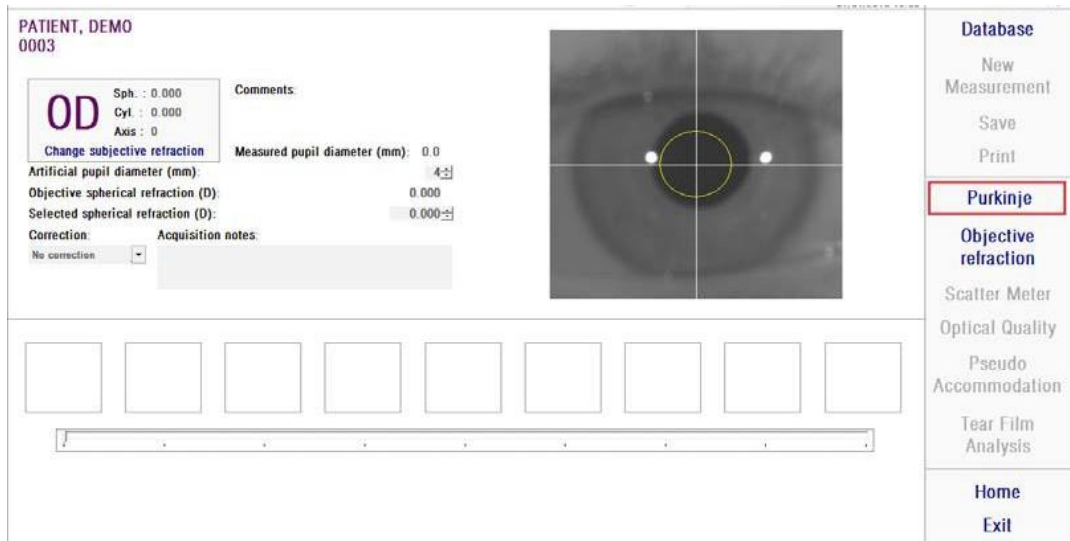 PATIENT, DEMO
0003
OD
Sph. : 0.000
Cyl. : 0.000
Axis : 0
Change subjective refraction
Comments:
Measured pupil diameter (mm): 0.0
Artificial pupil diameter (mm): 4
Objective spherical refraction (D): 0.000
Selected spherical refraction (D): 0.000
Correction:
No correction
Acquisition notes:
Database
New
Measurement
Save
Print
Purkinje
Objective
refraction
Scatter Meter
Optical Quality
Pseudo
Accommodation
Tear Film
Analysis
Home
Exit